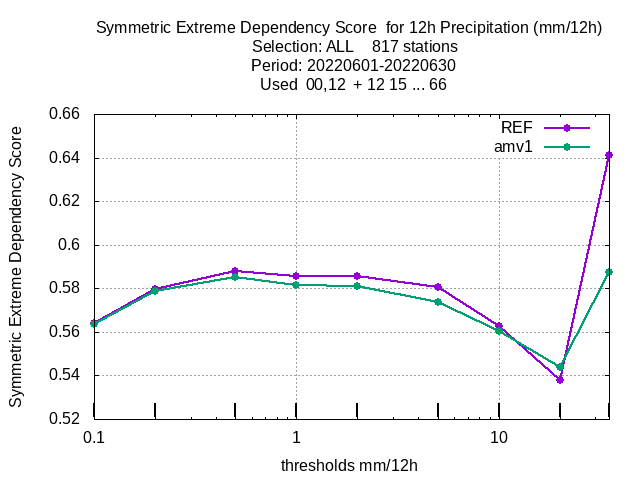 Symmetric Extreme Dependency Score  for 12h Precipitation (mm/12h)
Selection: ALL    817 stations
Period: 20220601-20220630
Used  00,12  + 12 15 ... 66
REF
amv1
Symmetric Extreme Dependency Score
0.66
0.64
0.62
0.6
0.58
0.56
0.54
0.52
0.1
1
10
thresholds mm/12h